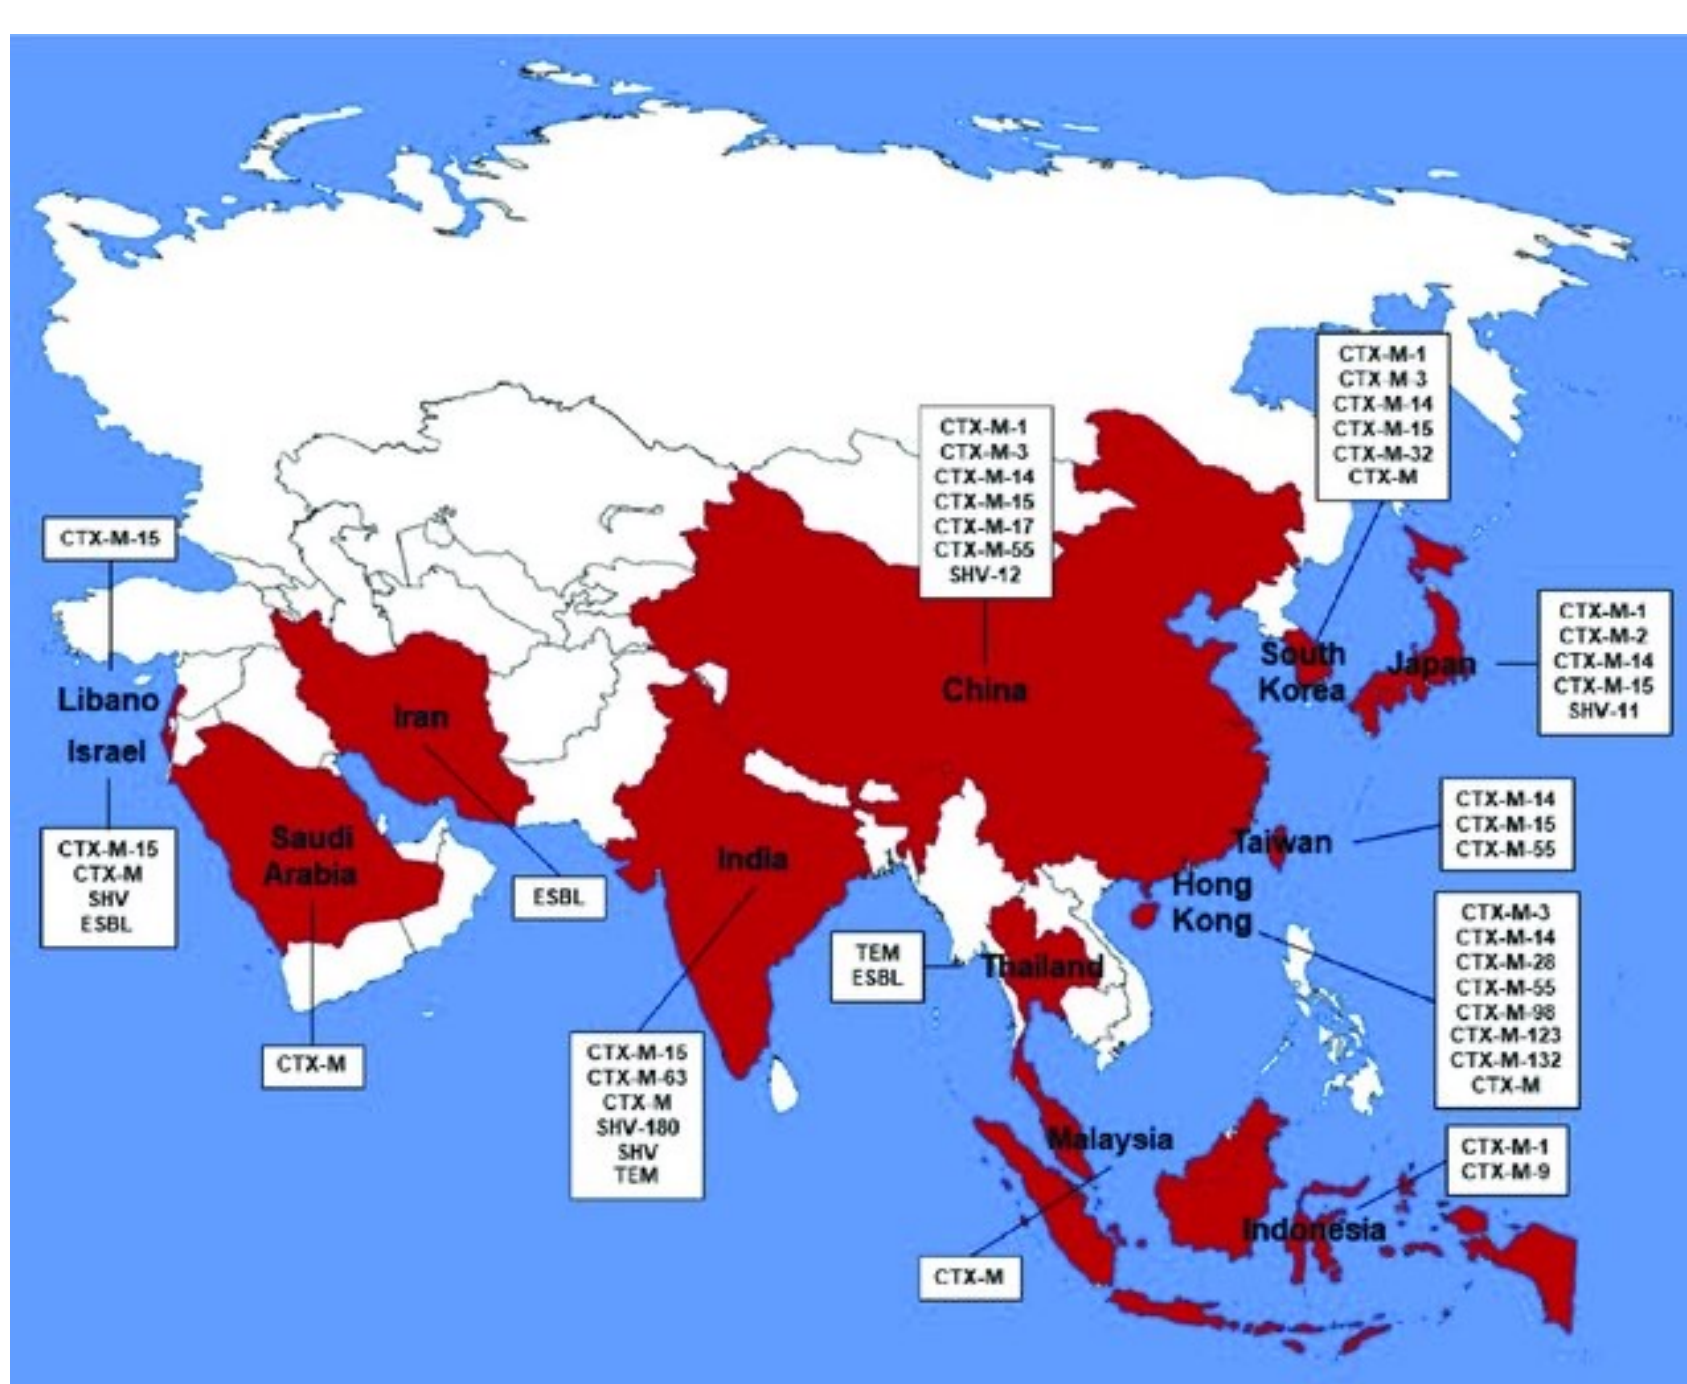 CTX-M-1
CTX-M-3
CTX-M-14
CTX-M-15
CTX-M-32
CTX-M
CTX-M-1
CTX-M-3
CTX-M-14
CTX-M-15
CTX-M-17
CTX-M-55
SHV-12
CTX-M-15
CTX-M-1
CTX-M-2
CTX-M-14
CTX-M-15
SHV-11
South
Korea
Japan
China
Libano
Iran
Israel
CTX-M-14
CTX-M-15
CTX-M-55
Taiwan
Saudi
Arabia
India
CTX-M-15
CTX-M
SHV
ESBL
ESBL
Hong
Kong
CTX-M-3
CTX-M-14
CTX-M-28
CTX-M-55
CTX-M-98
CTX-M-123
CTX-M-132
CTX-M
TEM
ESBL
Thailand
CTX-M
CTX-M-15
CTX-M-63
CTX-M
SHV-180
SHV
TEM
Malaysia
CTX-M-1
CTX-M-9
Indonesia
CTX-M